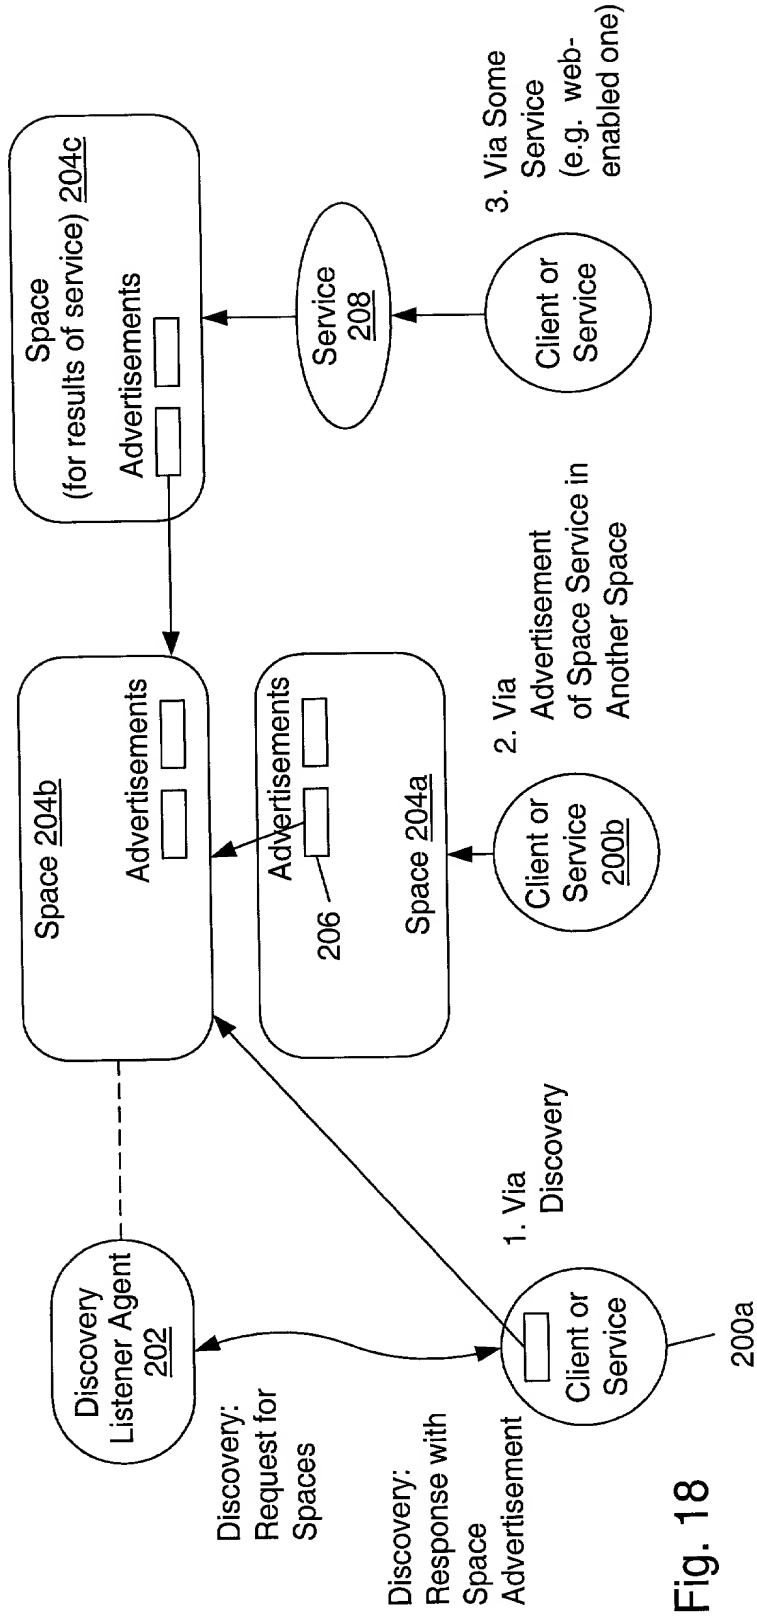 Discovery
Listener Agent
202
Discovery:
Request for
Spaces
Discovery:
Response with
Space
Advertisement
Client or
Service
200a
1. Via
Discovery
Space 204b
Advertisements
Advertisements
206
Space 204a
Client or
Service
200b
2. Via
Advertisement
of Space Service in
Another Space
Space
(for results of service) 204c
Advertisements
Service
208
Client or
Service
3. Via Some
Service
(e.g. web-
enabled one)
Fig. 18